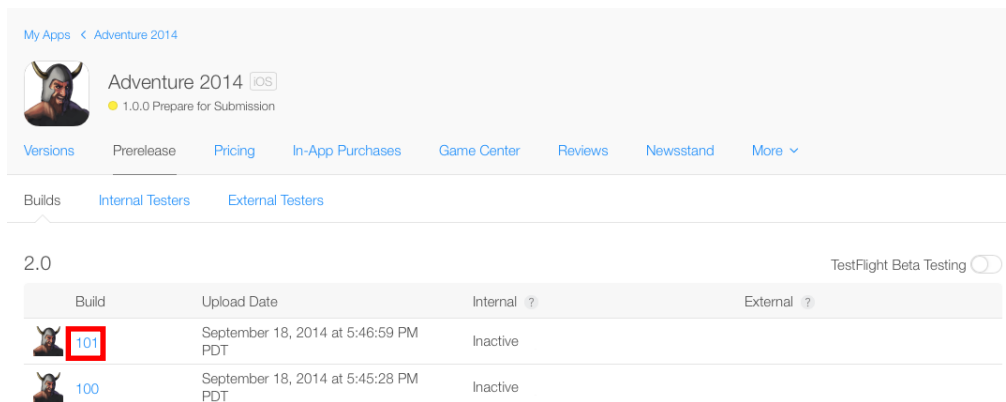 My Apps < Adventure 2014
Adventure 2014 iOS
1.0.0 Prepare for Submission
Versions Prerelease Pricing In-App Purchases Game Center Reviews Newsstand More
Builds Internal Testers External Testers
2.0 TestFlight Beta Testing
Build Upload Date Internal ? External ?
101 September 18, 2014 at 5:46:59 PM Inactive
PDT
100 September 18, 2014 at 5:45:28 PM Inactive
PDT